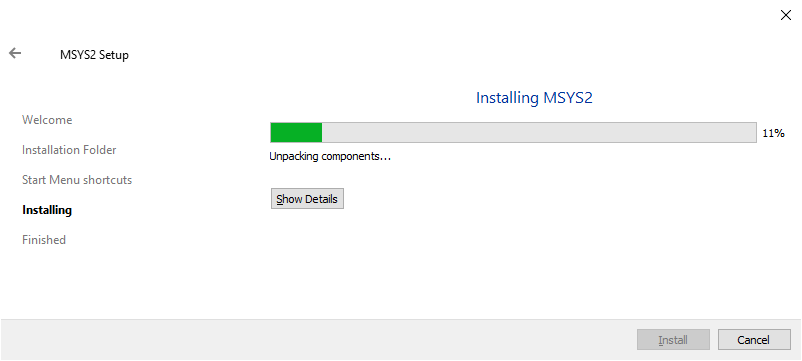 MSYS2 Setup
Installing MSYS2
Welcome
Installation Folder
Start Menu shortcuts
Installing
Finished
11%
Unpacking components...
Show Details
Install
Cancel